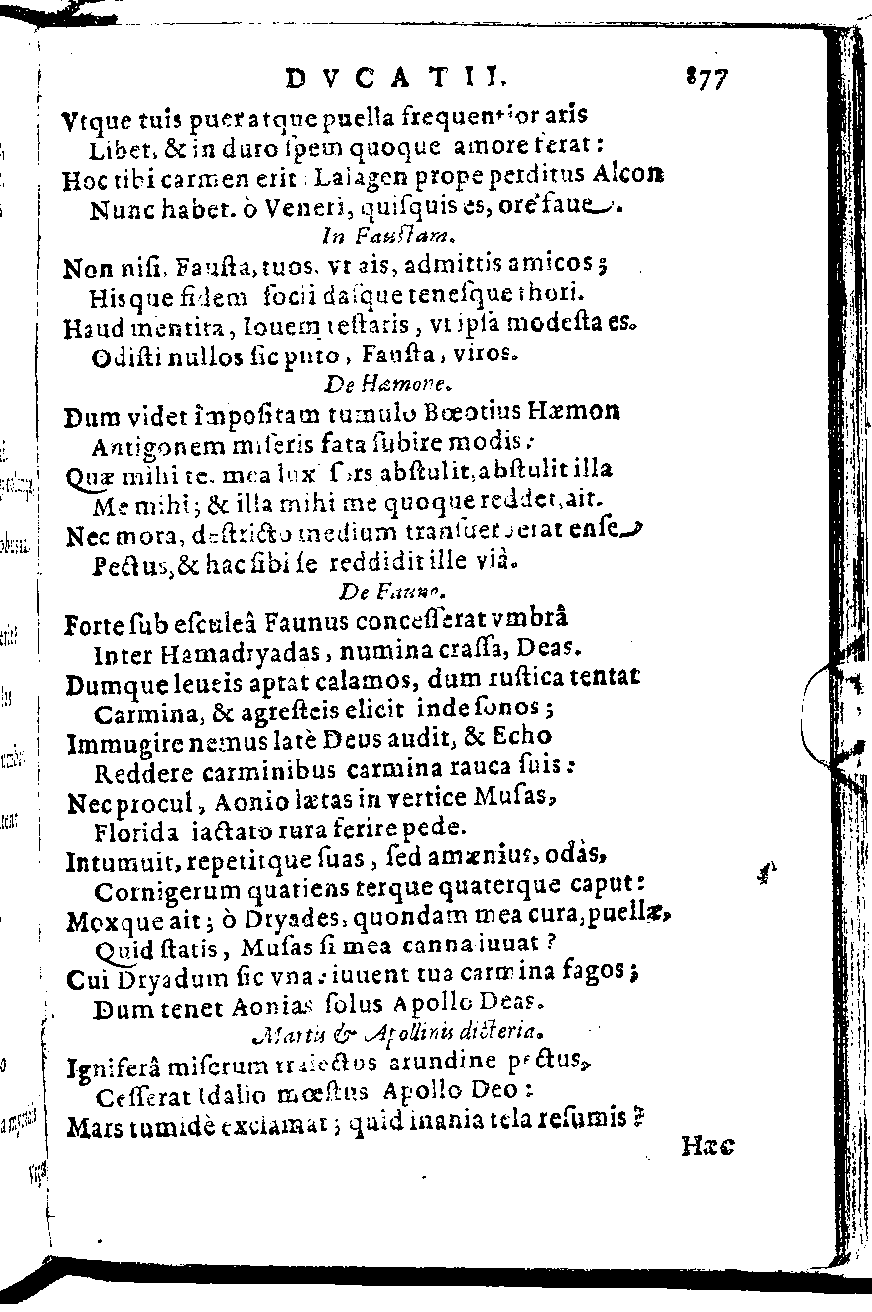 DVCATII. 877
Vtque tuis puer atque puella frequentior aris
Libet, & in duro ſpem quoque amore ferat:
Hoc tibi carmen erit. Lalagen prope perditus Alcon
Nunc habet. ò Veneri, quiſquis es, ore faue.
In Fauſtam.
Non niſi, Fauſta, tuos, vt ais, admittis amicos;
Hisque fidem ſocii daſque teneſque thori.
Haud mentita, Iouem teſtaris, vt ipſa modeſta es.
Odiſti nullos ſic puto, Fauſta, viros.
De Hæmone.
Dum videt impoſitam tumulo Bœotius Hæmon
Antigonem miſeris fata ſubire modis:
Quæ mihi te, mea lux ſors abſtulit, abſtulit illa
Me mihi; & illa mihi me quoque reddet, ait.
Nec mora, deſtricto medium tranſuerberat enſe
Pectus, & hac ſibi ſe reddidit ille viâ.
De Fauno.
Forte ſub eſculeâ Faunus conceſſerat vmbrâ
Inter Hamadryadas, numina craſſa, Deas.
Dumque leueis aptat calamos, dum ruſtica tentat
Carmina, & agreſteis elicit inde ſonos;
Immugire nemus latè Deus audit, & Echo
Reddere carminibus carmina rauca ſuis:
Nec procul, Aonio lætas in vertice Muſas,
Florida iactato rura ferire pede.
Intumuit, repetitque ſuas, ſed amænius, odas,
Cornigerum quatiens terque quaterque caput:
Moxque ait; ò Dryades, quondam mea cura, puellæ,
Quid ſtatis, Muſas ſi mea canna iuuat?
Cui Dryadum ſic vna: iuuent tua carmina fagos;
Dum tenet Aonias ſolus Apollo Deas.
Martis & Apollinis dicteria.
Igniferâ miſerum traiectos arundine pectus,
Ceſſerat Idalio mœſtus Apollo Deo:
Mars tumidè exclamat; quid inania tela reſumis?
Hæc